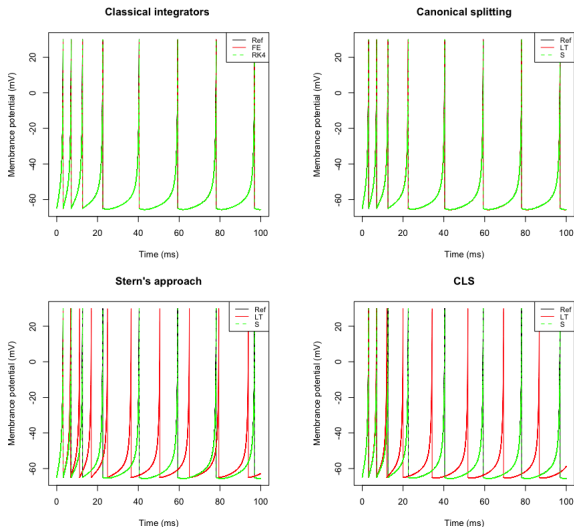 Classical integrators
Membrance potential (mV)
20
0
-20
-40
-60
0 20 40 60 80 100
Time (ms)
Ref
FE
RK4
Canonical splitting
Membrance potential (mV)
20
0
-20
-40
-60
0 20 40 60 80 100
Time (ms)
Ref
LT
S
Stern's approach
Membrance potential (mV)
20
0
-20
-40
-60
0 20 40 60 80 100
Time (ms)
Ref
LT
S
CLS
Membrance potential (mV)
20
0
-20
-40
-60
0 20 40 60 80 100
Time (ms)
Ref
LT
S